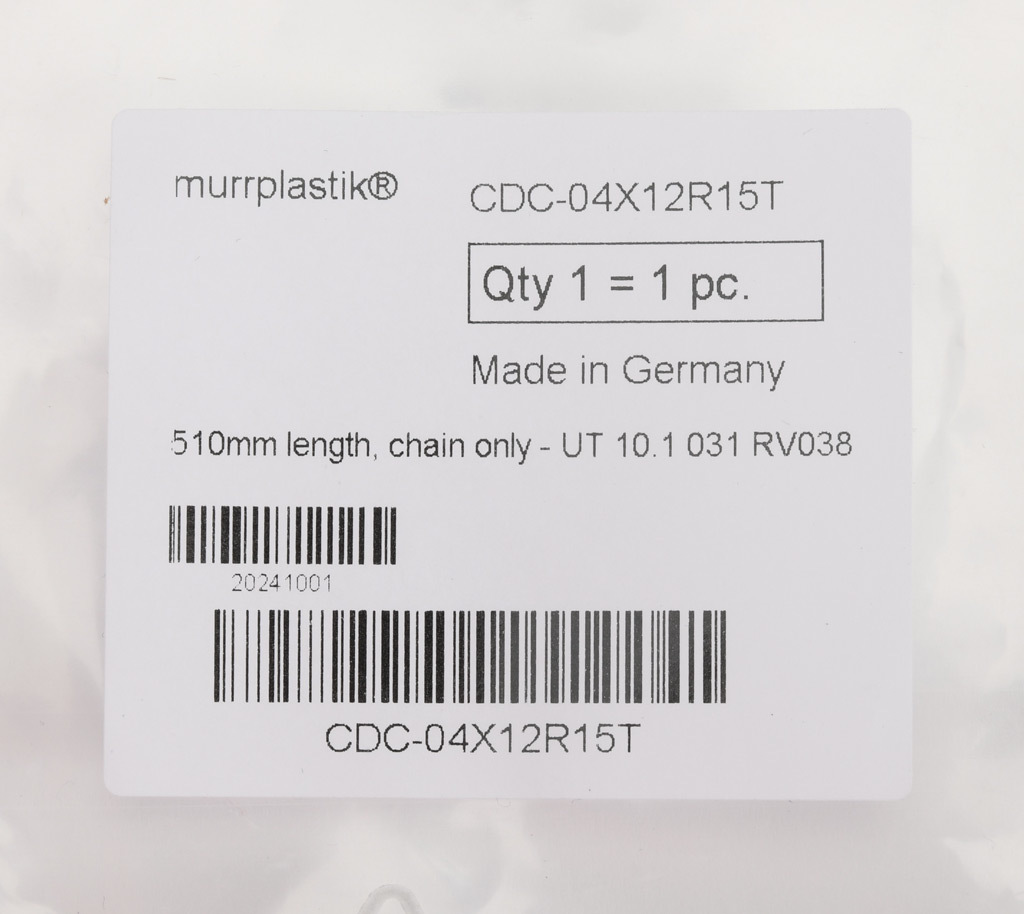 murrplastik®
CDC-04X12R15T
Qty 1 = 1 pc.
Made in Germany
510mm length, chain only - UT 10.1 031 RV038
20241001
CDC-04X12R15T